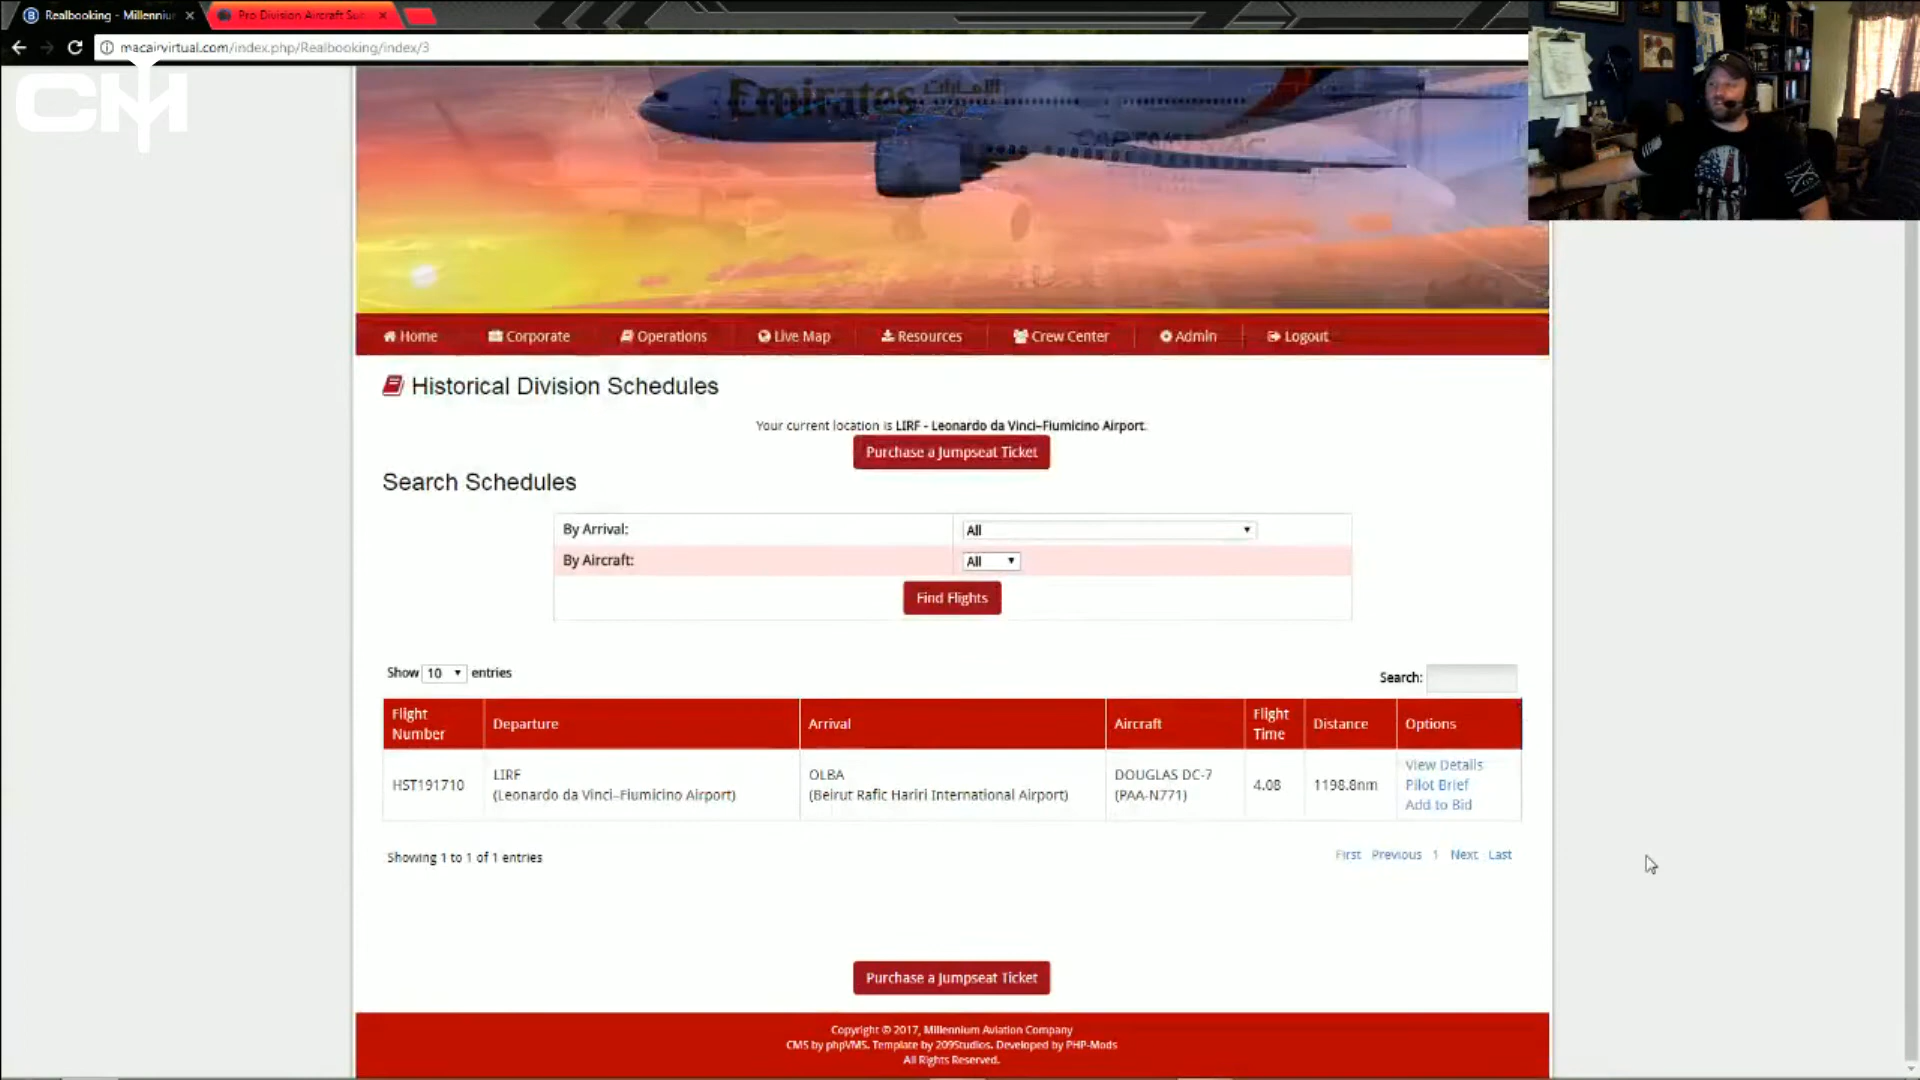 Realbooking - Millenniu
Pro Division Aircraft Su
macairvirtual.com/index.php/Realbooking/index/3
CM
Emirates
الإمارات
Home
Corporate
Operations
Live Map
Resources
Crew Center
Admin
Logout
Historical Division Schedules
Your current location is LIRF - Leonardo da Vinci–Fiumicino Airport.
Purchase a Jumpseat Ticket
Search Schedules
By Arrival:
All
By Aircraft:
All
Find Flights
Show 10 entries
Search:
Flight Number
Departure
Arrival
Aircraft
Flight Time
Distance
Options
HST191710
LIRF
(Leonardo da Vinci–Fiumicino Airport)
OLBA
(Beirut Rafic Hariri International Airport)
DOUGLAS DC-7
(PAA-N771)
4.08
1198.8nm
View Details
Pilot Brief
Add to Bid
Showing 1 to 1 of 1 entries
First Previous 1 Next Last
Purchase a Jumpseat Ticket
Copyright © 2017, Millennium Aviation Company
CMS by phpVMS. Template by 209Studios. Developed by PHP-Mods
All Rights Reserved.